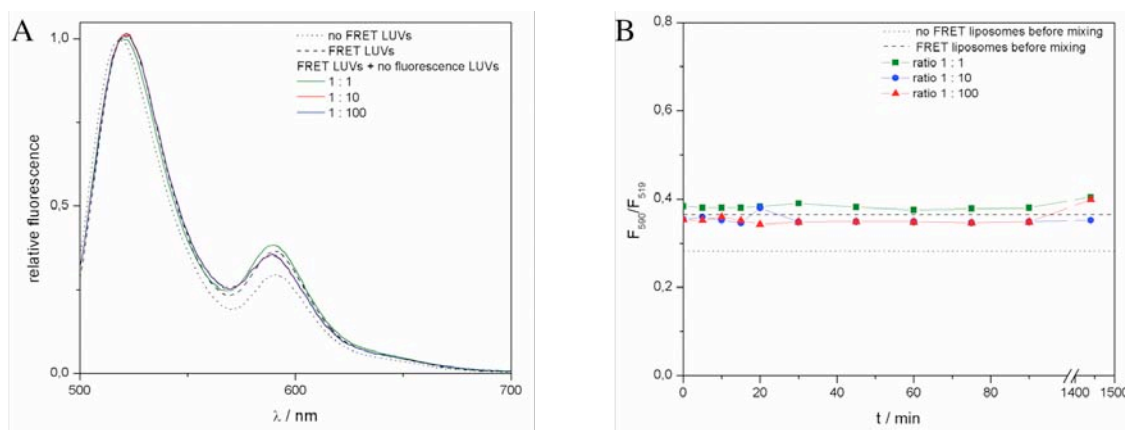 A
1,0
0,5
0,0
500
600
700
relative fluorescence
λ / nm
no FRET LUVs
FRET LUVs
FRET LUVs + no fluorescence LUVs
1 : 1
1 : 10
1 : 100
B
0,8
0,6
0,4
0,2
0,0
0
20
40
60
80
1400
1500
F590/F519
t / min
no FRET liposomes before mixing
FRET liposomes before mixing
ratio 1 : 1
ratio 1 : 10
ratio 1 : 100